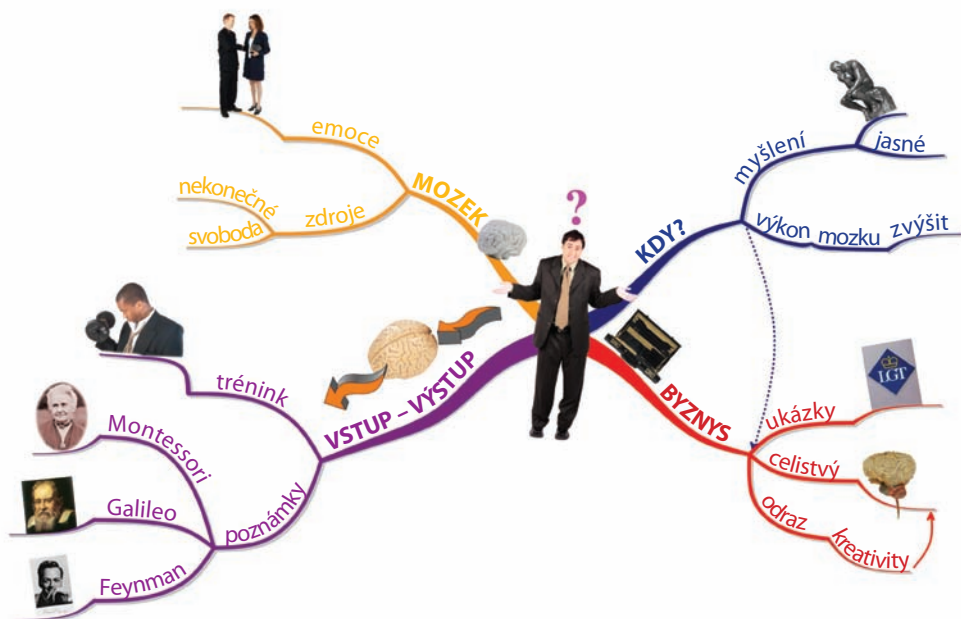 ?
MOZEK
emoce
zdroje
nekonečné
svoboda
KDY?
myšlení
jasné
výkon mozku zvýšit
BYZNYS
ukázky
LGT
celistvý
odraz
kreativity
VSTUP – VÝSTUP
trénink
poznámky
Montessori
Galileo
Feynman